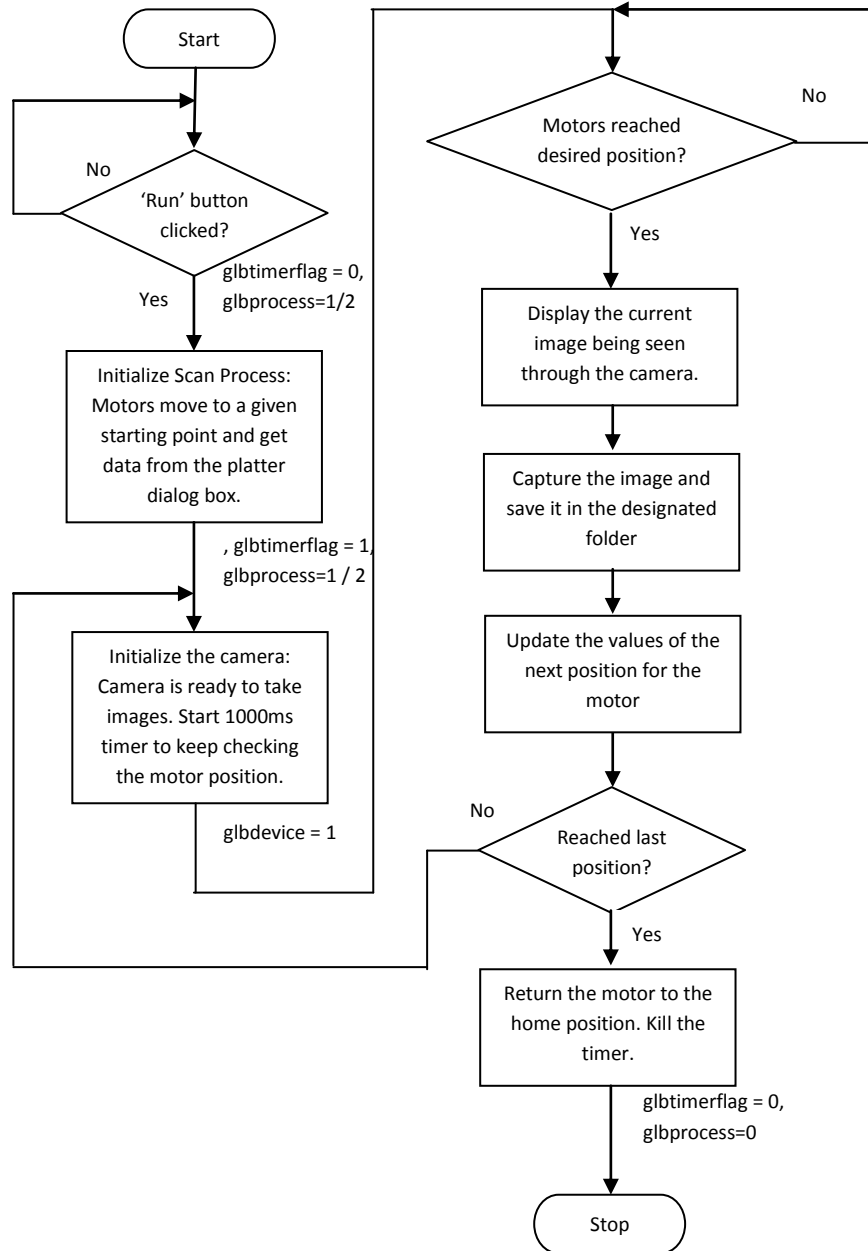 Start
No
‘Run’ button
clicked?
glbtimerflag = 0,
glbprocess=1/2
Yes
Initialize Scan Process:
Motors move to a given
starting point and get
data from the platter
dialog box.
, glbtimerflag = 1,
glbprocess=1 / 2
Initialize the camera:
Camera is ready to take
images. Start 1000ms
timer to keep checking
the motor position.
glbdevice = 1
Motors reached
desired position?
No
Yes
Display the current
image being seen
through the camera.
Capture the image and
save it in the designated
folder
Update the values of the
next position for the
motor
No
Reached last
position?
Yes
Return the motor to the
home position. Kill the
timer.
glbtimerflag = 0,
glbprocess=0
Stop